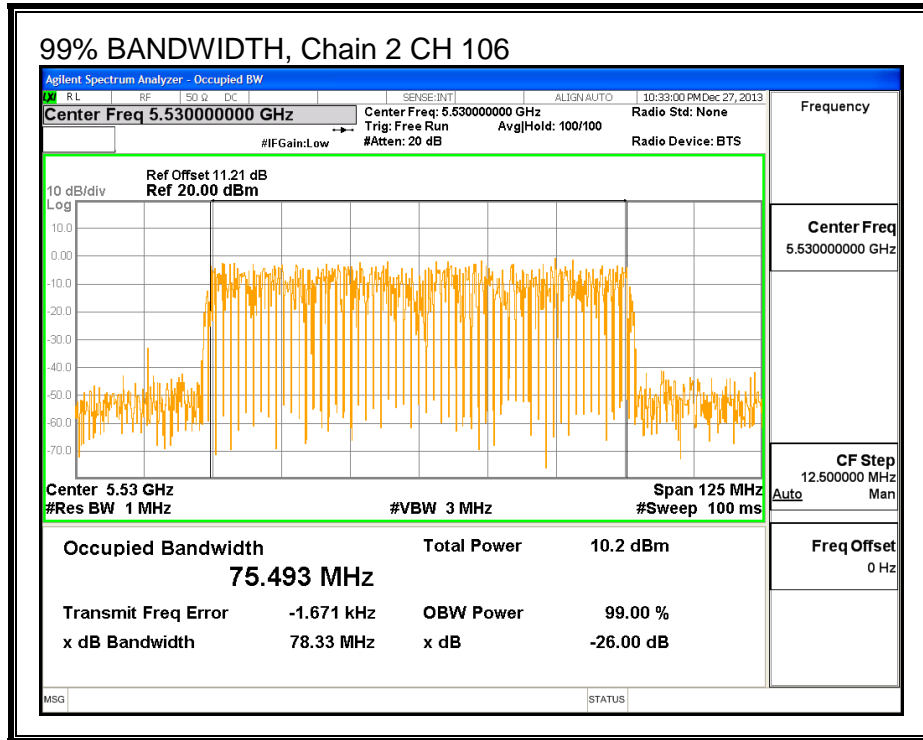 99% BANDWIDTH, Chain 2 CH 106
Agilent Spectrum Analyzer - Occupied BW
LXI RL RF 50 Ω DC SENSE:INT ALIGN AUTO 10:33:00 PM Dec 27, 2013
Center Freq 5.530000000 GHz
Center Freq: 5.530000000 GHz Radio Std: None
Trig: Free Run Avg|Hold: 100/100
#IFGain:Low #Atten: 20 dB Radio Device: BTS
Ref Offset 11.21 dB
10 dB/div Ref 20.00 dBm
Log
10.0
0.00
-10.0
-20.0
-30.0
-40.0
-50.0
-60.0
-70.0
Center 5.53 GHz Span 125 MHz
#Res BW 1 MHz #VBW 3 MHz #Sweep 100 ms
Occupied Bandwidth Total Power 10.2 dBm
75.493 MHz
Transmit Freq Error -1.671 kHz OBW Power 99.00 %
x dB Bandwidth 78.33 MHz x dB -26.00 dB
MSG STATUS
Frequency
Center Freq
5.530000000 GHz
CF Step
12.500000 MHz
Auto Man
Freq Offset
0 Hz